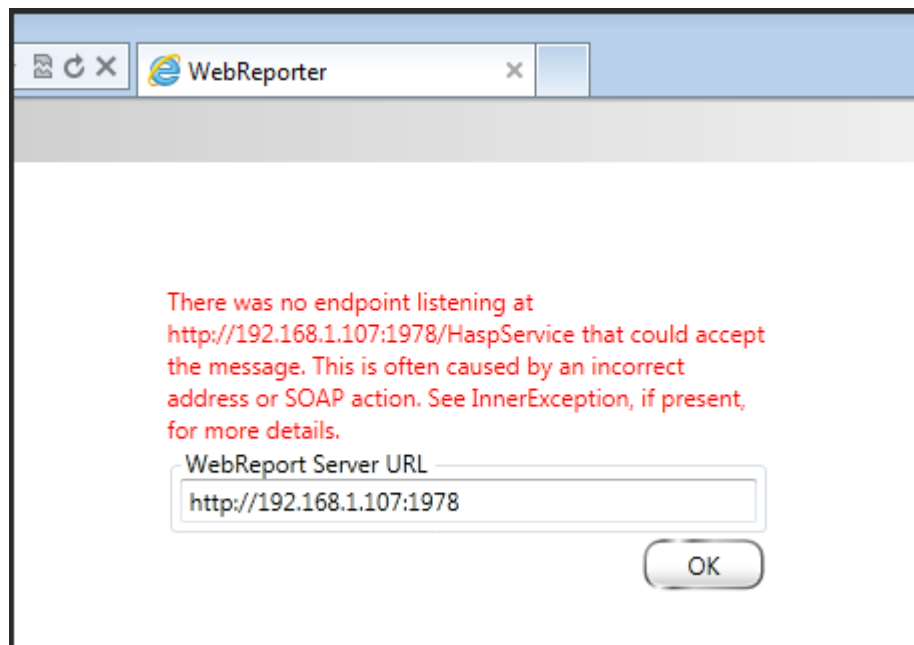 WebReporter
There was no endpoint listening at
http://192.168.1.107:1978/HaspService that could accept
the message. This is often caused by an incorrect
address or SOAP action. See InnerException, if present,
for more details.
WebReport Server URL
http://192.168.1.107:1978
OK